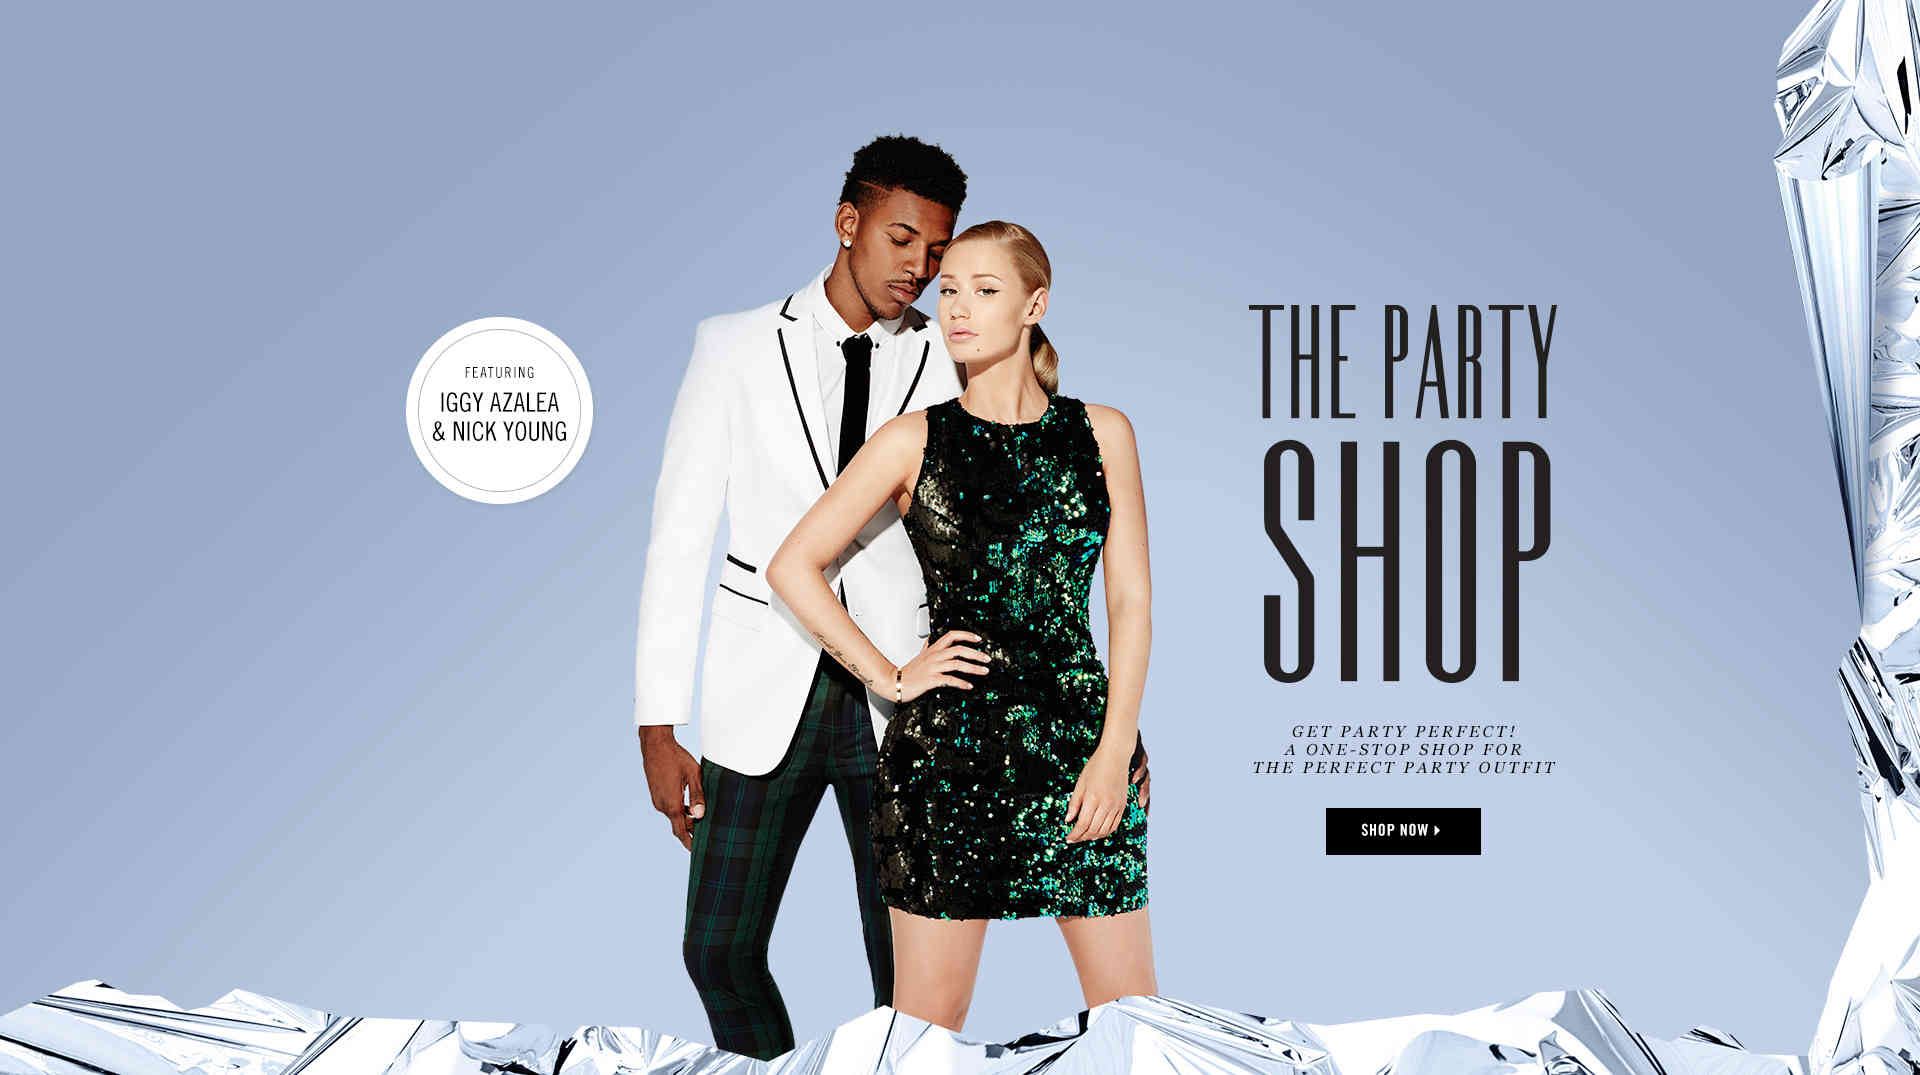 FEATURING
IGGY AZALEA
& NICK YOUNG
THE PARTY
SHOP
GET PARTY PERFECT!
A ONE-STOP SHOP FOR
THE PERFECT PARTY OUTFIT
SHOP NOW